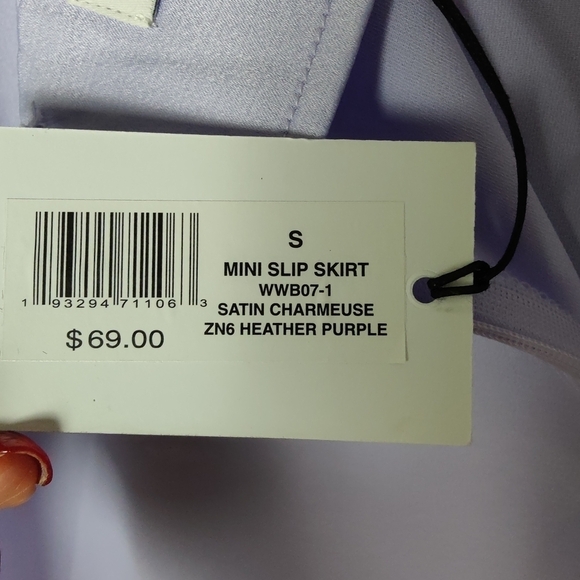 S
MINI SLIP SKIRT
WWB07-1
SATIN CHARMEUSE
ZN6 HEATHER PURPLE
1 93294 71106 3
$69.00